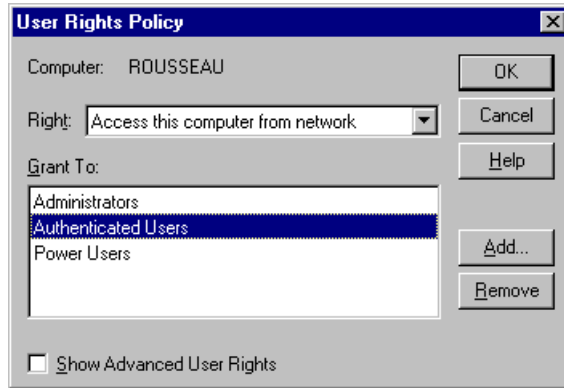 User Rights Policy
Computer: ROUSSEAU
OK
Right: Access this computer from network
Cancel
Help
Grant To:
Administrators
Authenticated Users
Power Users
Add...
Remove
Show Advanced User Rights